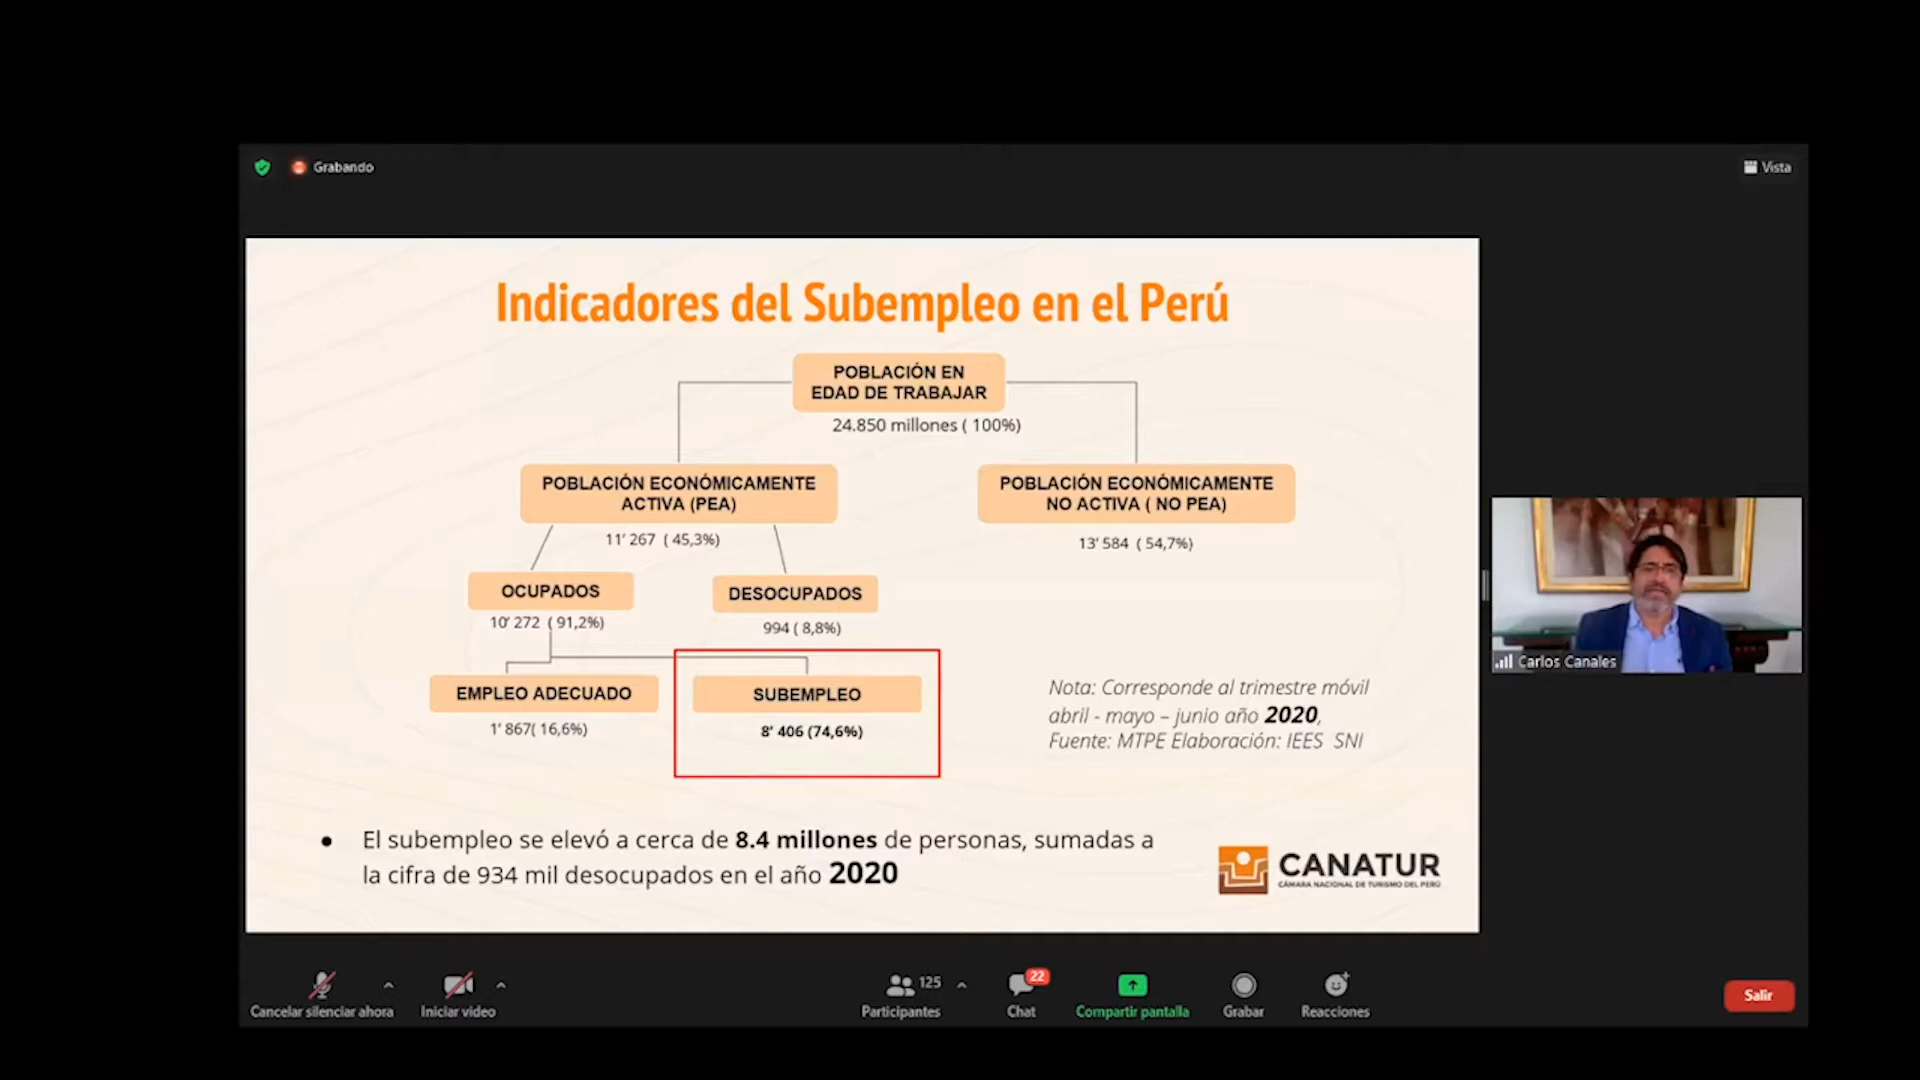 Grabando
Vista
Indicadores del Subempleo en el Perú
POBLACIÓN EN
EDAD DE TRABAJAR
24.850 millones ( 100%)
POBLACIÓN ECONÓMICAMENTE
ACTIVA (PEA)
11' 267 ( 45,3%)
POBLACIÓN ECONÓMICAMENTE
NO ACTIVA ( NO PEA)
13' 584 ( 54,7%)
OCUPADOS
10' 272 ( 91,2%)
DESOCUPADOS
994 ( 8,8%)
EMPLEO ADECUADO
1' 867( 16,6%)
SUBEMPLEO
8' 406 (74,6%)
Nota: Corresponde al trimestre móvil
abril - mayo – junio año 2020,
Fuente: MTPE Elaboración: IEES SNI
Carlos Canales
• El subempleo se elevó a cerca de 8.4 millones de personas, sumadas a
la cifra de 934 mil desocupados en el año 2020
CANATUR
CÁMARA NACIONAL DE TURISMO DEL PERÚ
Cancelar silenciar ahora
Iniciar video
125
Participantes
22
Chat
Compartir pantalla
Grabar
Reacciones
Salir